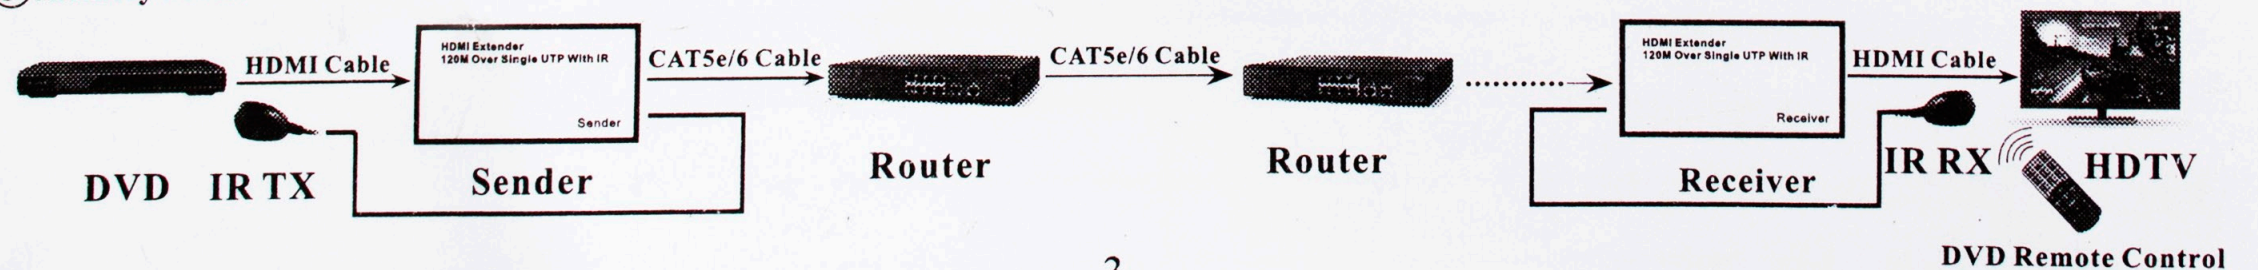 HDMI Cable
HDMI Extender
120M Over Single UTP With IR
Sender
CAT5e/6 Cable
CAT5e/6 Cable
HDMI Extender
120M Over Single UTP With IR
Receiver
HDMI Cable
DVD
IR TX
Sender
Router
Router
Receiver
IR RX
HDTV
DVD Remote Control
2